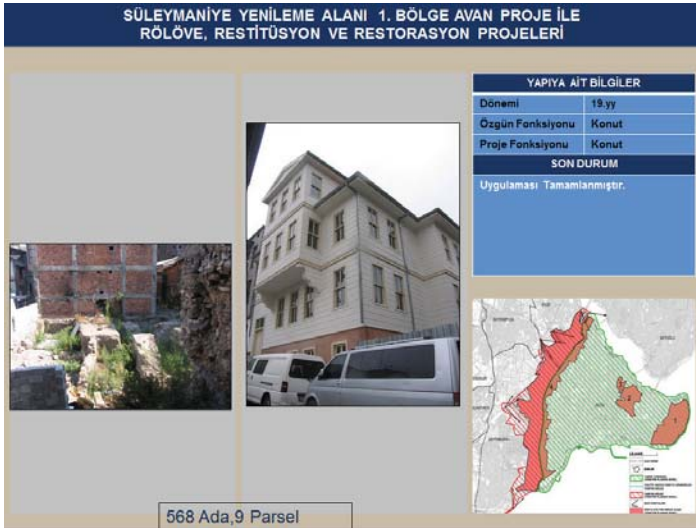 SÜLEYMANİYE YENİLEME ALANI 1. BÖLGE AVAN PROJE İLE
RÖLÖVE, RESTİTÜSYON VE RESTORASYON PROJELERİ
YAPIYA AİT BİLGİLER
Dönemi 19.yy
Özgün Fonksiyonu Konut
Proje Fonksiyonu Konut
SON DURUM
Uygulaması Tamamlanmıştır.
568 Ada,9 Parsel